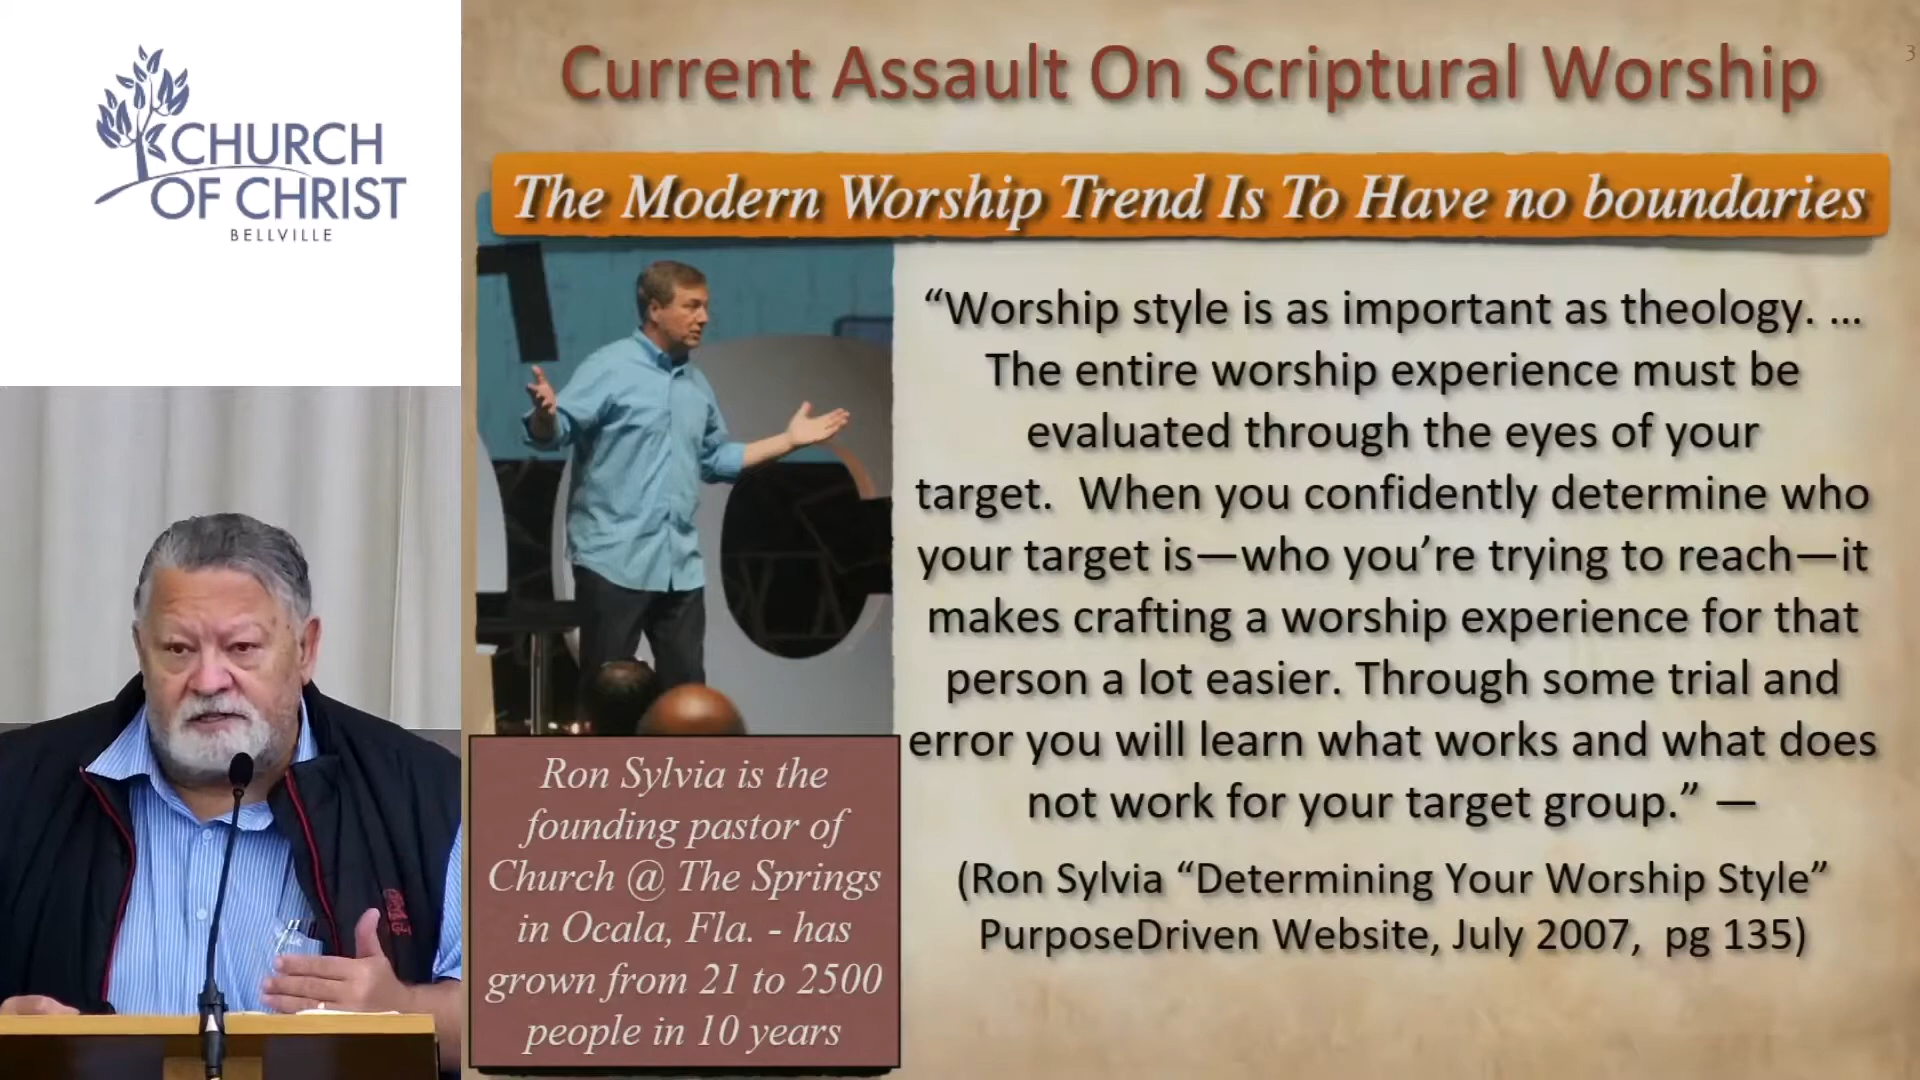 CHURCH
OF CHRIST
BELLVILLE
Current Assault On Scriptural Worship
3
The Modern Worship Trend Is To Have no boundaries
“Worship style is as important as theology. ...
The entire worship experience must be
evaluated through the eyes of your
target.  When you confidently determine who
your target is—who you’re trying to reach—it
makes crafting a worship experience for that
person a lot easier. Through some trial and
error you will learn what works and what does
not work for your target group.” —
(Ron Sylvia “Determining Your Worship Style”
PurposeDriven Website, July 2007,  pg 135)
Ron Sylvia is the
founding pastor of
Church @ The Springs
in Ocala, Fla. - has
grown from 21 to 2500
people in 10 years